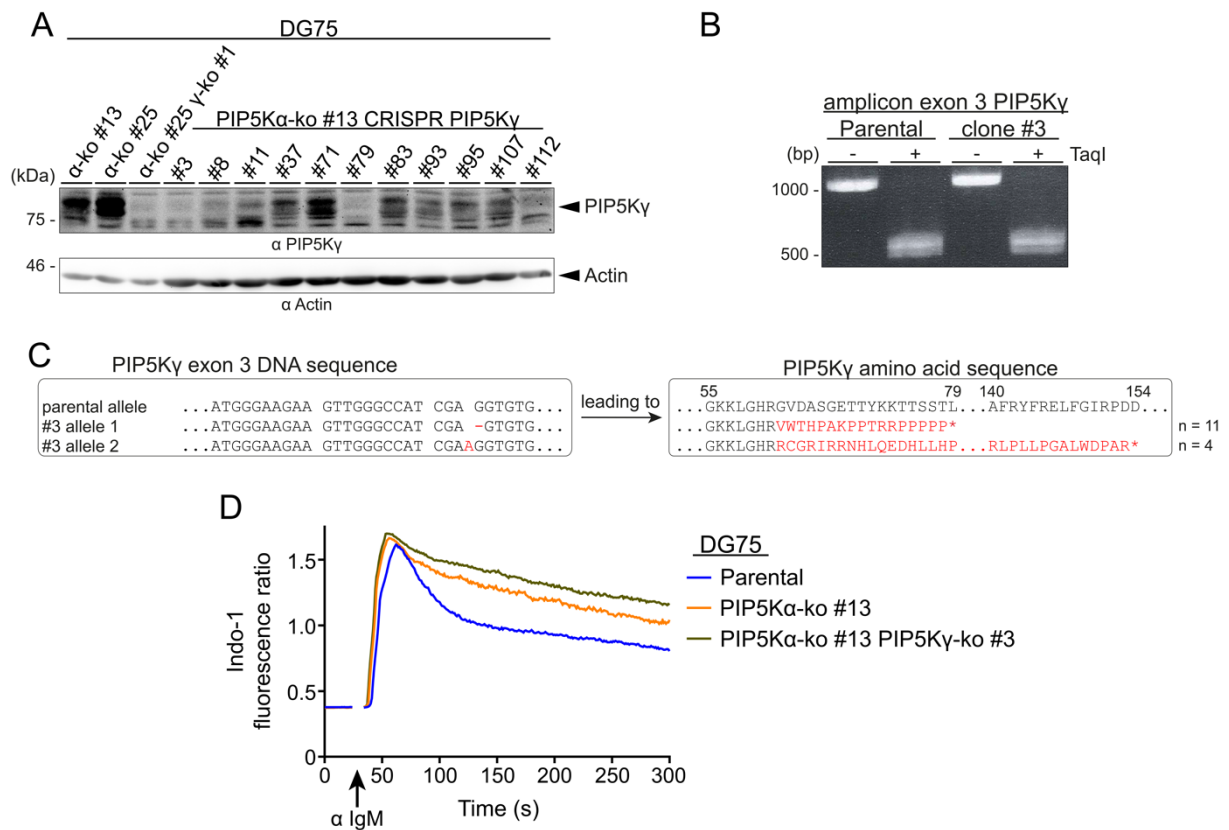 A
DG75
α-ko #13
α-ko #25
α-ko #25 γ-ko #1
PIP5Kα-ko #13 CRISPR PIP5Kγ
#3
#8
#11
#37
#71
#79
#83
#93
#95
#107
#112
(kDa)
75 -
PIP5Kγ
α PIP5Kγ
46 -
Actin
α Actin
B
amplicon exon 3 PIP5Kγ
Parental clone #3
(bp) - + - + TaqI
1000 -
500 -
C
PIP5Kγ exon 3 DNA sequence
parental allele ...ATGGGAAGAA GTTGGGCCAT CGA GGTGTG...
#3 allele 1 ...ATGGGAAGAA GTTGGGCCAT CGA -GTGTG...
#3 allele 2 ...ATGGGAAGAA GTTGGGCCAT CGAAGGTGTG...
leading to
PIP5Kγ amino acid sequence
55 79 140 154
...GKKLGHRGVDASGETTYKKTTSSTL...AFRYFRELFGIRPDD...
...GKKLGHRVWTHPAKPPTRRPPPPP* n = 11
...GKKLGHRRCGRIRRNHLQEDHLLHP...RLPLLPGALWDPAR* n = 4
D
Indo-1
fluorescence ratio
1.5
1.0
0.5
0
0 50 100 150 200 250 300
Time (s)
α IgM
DG75
Parental
PIP5Kα-ko #13
PIP5Kα-ko #13 PIP5Kγ-ko #3